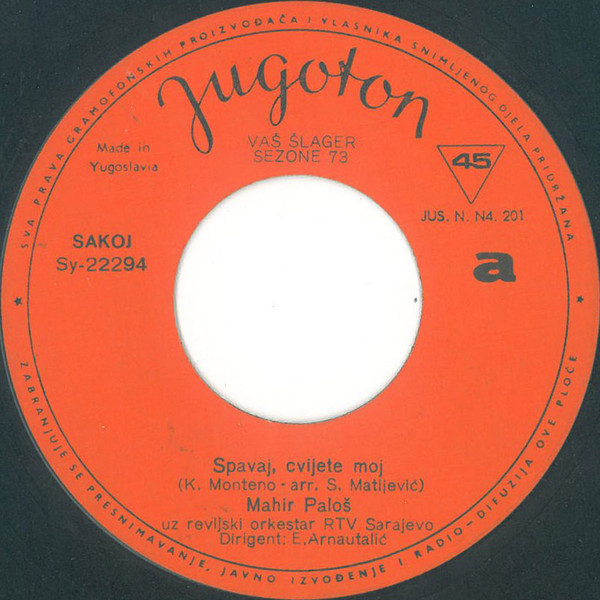 SVA PRAVA GRAMOFONSKIH PROIZVOĐAČA I VLASNIKA SNIMLJENOG DJELA PRIDRŽANA
Jugoton
VAŠ ŠLAGER
SEZONE 73
Made in
Yugoslavia
45
JUS. N. N4. 201
SAKOJ
Sy-22294
a
Spavaj, cvijete moj
(K. Monteno - arr. S. Matijević)
Mahir Paloš
uz revijski orkestar RTV Sarajevo
Dirigent: E. Arnautalić
ZABRANJUJE SE PRESNIMAVANJE, JAVNO IZVOĐENJE I RADIO-DIFUZIJA OVE PLOČE